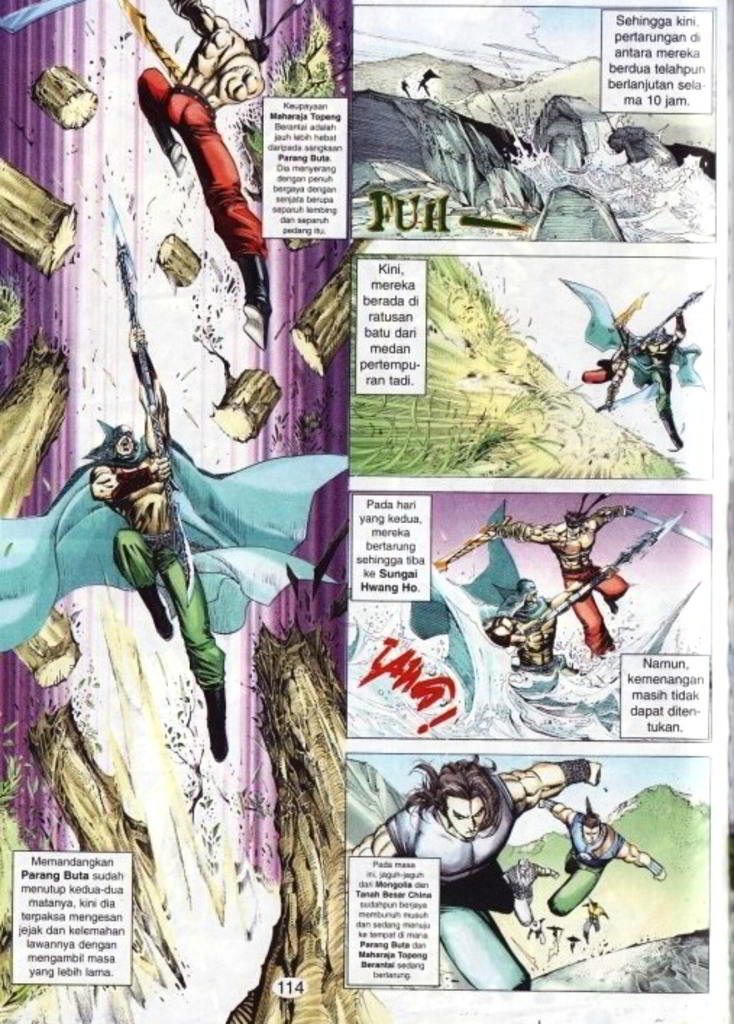 Keupayaan
Maharaja Topeng
Berantai adalah
jauh lebih hebat
daripada sangkaan
Parang Buta.
Dia menyerang
dengan penuh
bergaya dengan
senjata berupa
separuh lembing
dan separuh
pedang itu.
Memandangkan
Parang Buta sudah
menutup kedua-dua
matanya, kini dia
terpaksa mengesan
jejak dan kelemahan
lawannya dengan
mengambil masa
yang lebih lama.
Sehingga kini,
pertarungan di
antara mereka
berdua telahpun
berlanjutan sela-
ma 10 jam.
PUH
Kini,
mereka
berada di
ratusan
batu dari
medan
pertempu-
ran tadi.
Pada hari
yang kedua,
mereka
bertarung
sehingga tiba
ke Sungai
Hwang Ho.
ZANG!
Namun,
kemenangan
masih tidak
dapat diten-
tukan.
Pada masa
ini, jaguh-jaguh
dari Mongolia dan
Tanah Besar China
sudahpun berjaya
membunuh musuh
dan sedang menuju
ke tempat di mana
Parang Buta dan
Maharaja Topeng
Berantai sedang
bertarung.
114